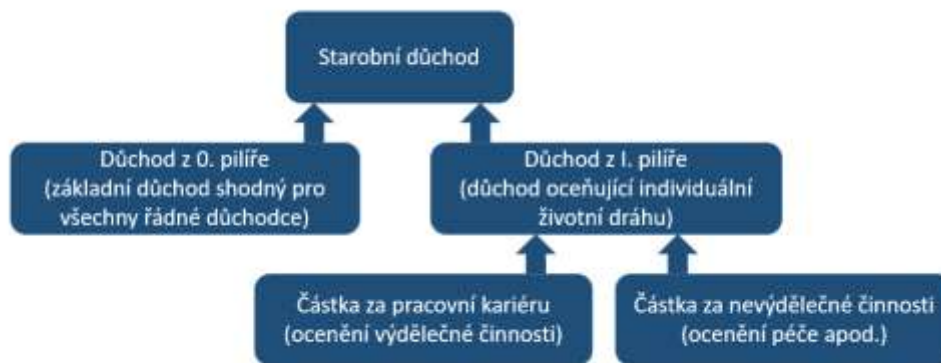 Starobní důchod
Důchod z 0. pilíře
(základní důchod shodný pro
všechny řádné důchodce)
Důchod z I. pilíře
(důchod oceňující individuální
životní dráhu)
Částka za pracovní kariéru
(ocenění výdělečné činnosti)
Částka za nevýdělečné činnosti
(ocenění péče apod.)